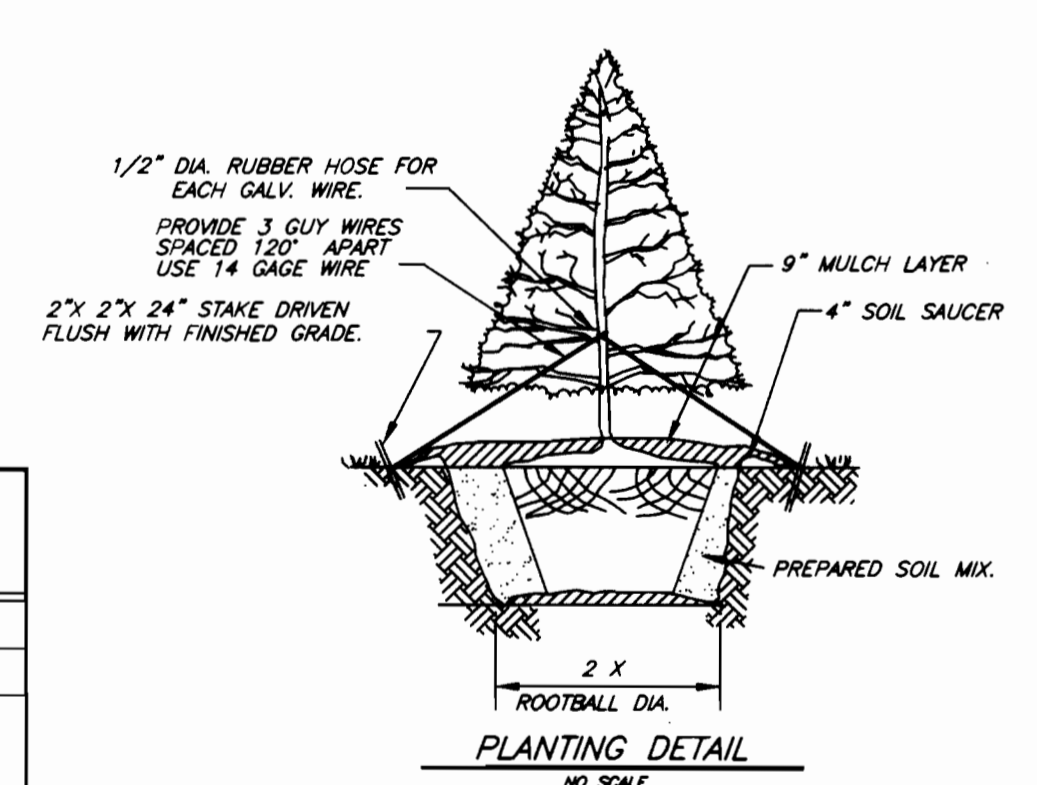 1/2" DIA. RUBBER HOSE FOR
EACH GALV. WIRE.
PROVIDE 3 GUY WIRES
SPACED 120° APART
USE 14 GAGE WIRE
2"X 2"X 24" STAKE DRIVEN
FLUSH WITH FINISHED GRADE.
9" MULCH LAYER
4" SOIL SAUCER
PREPARED SOIL MIX.
2 X
ROOTBALL DIA.
PLANTING DETAIL
NO SCALE